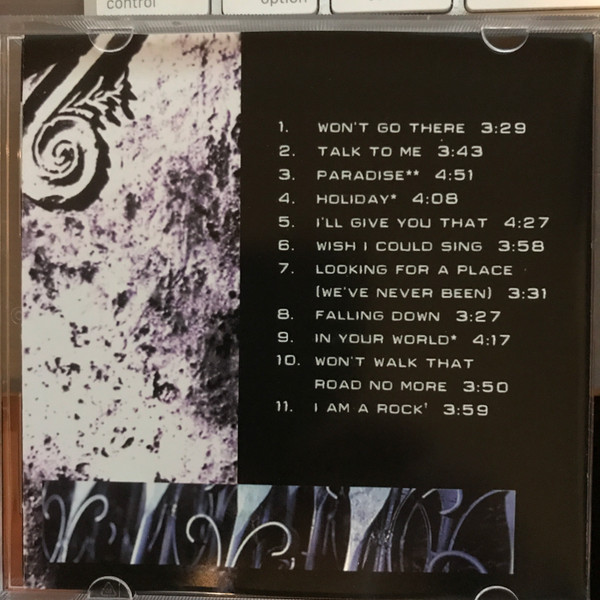 control
option
1. WON'T GO THERE 3:29
2. TALK TO ME 3:43
3. PARADISE** 4:51
4. HOLIDAY* 4:08
5. I'LL GIVE YOU THAT 4:27
6. WISH I COULD SING 3:58
7. LOOKING FOR A PLACE
(WE'VE NEVER BEEN) 3:31
8. FALLING DOWN 3:27
9. IN YOUR WORLD* 4:17
10. WON'T WALK THAT
ROAD NO MORE 3:50
11. I AM A ROCK† 3:59